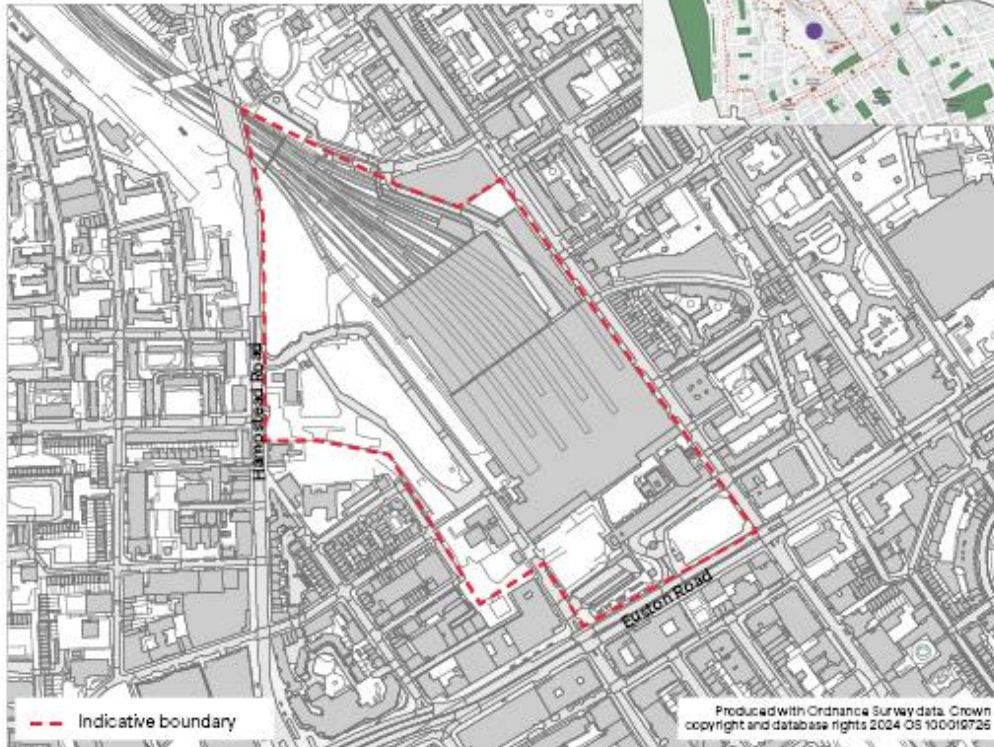 Hampstead Road
Euston Road
Indicative boundary
Produced with Ordnance Survey data. Crown
copyright and database rights 2024 OS 100019726